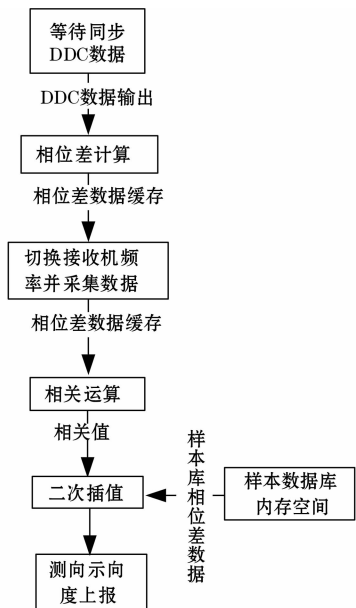 等待同步
DDC数据
DDC数据输出
相位差计算
相位差数据缓存
切换接收机频
率并采集数据
相位差数据缓存
相关运算
相关值
二次插值
样本库相位差数据
样本数据库
内存空间
测向示向
度上报